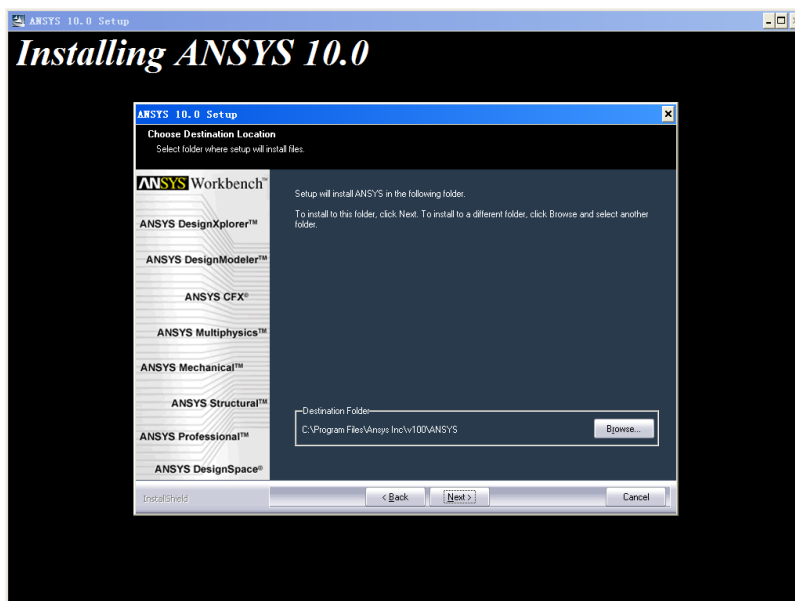 ANSYS 10.0 Setup
Installing ANSYS 10.0
ANSYS 10.0 Setup
Choose Destination Location
Select folder where setup will install files.
ANSYS Workbench™
ANSYS DesignXplorer™
ANSYS DesignModeler™
ANSYS CFX®
ANSYS Multiphysics™
ANSYS Mechanical™
ANSYS Structural™
ANSYS Professional™
ANSYS DesignSpace®
Setup will install ANSYS in the following folder.
To install to this folder, click Next. To install to a different folder, click Browse and select another
folder.
Destination Folder
C:\Program Files\Ansys Inc\v100\ANSYS
Browse...
InstallShield
< Back
Next >
Cancel